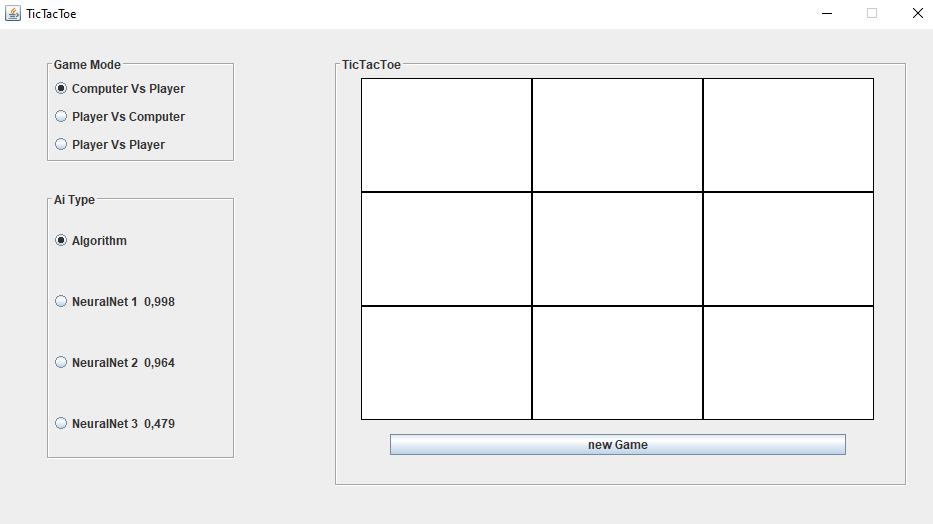 TicTacToe
Game Mode
Computer Vs Player
Player Vs Computer
Player Vs Player
Ai Type
Algorithm
NeuralNet 1 0,998
NeuralNet 2 0,964
NeuralNet 3 0,479
TicTacToe
new Game